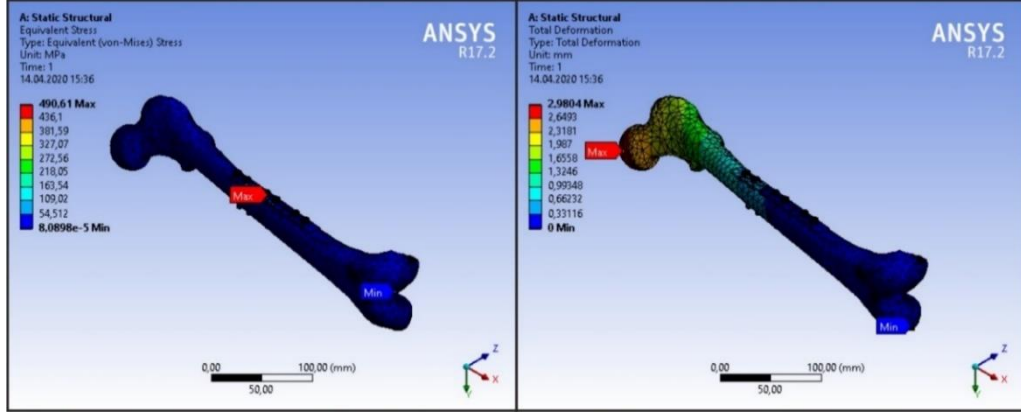 A: Static Structural
Equivalent Stress
Type: Equivalent (von-Mises) Stress
Unit: MPa
Time: 1
14.04.2020 15:36
ANSYS
R17.2
490,61 Max
436,1
381,59
327,07
272,56
218,05
163,54
109,02
54,512
8,0898e-5 Min
Max
Min
0,00 100,00 (mm)
50,00
Z
X
Y
A: Static Structural
Total Deformation
Type: Total Deformation
Unit: mm
Time: 1
14.04.2020 15:36
ANSYS
R17.2
2,9804 Max
2,6493
2,3181
1,987
1,6558
1,3246
0,99348
0,66232
0,33116
0 Min
Max
Min
0,00 100,00 (mm)
50,00
Z
X
Y